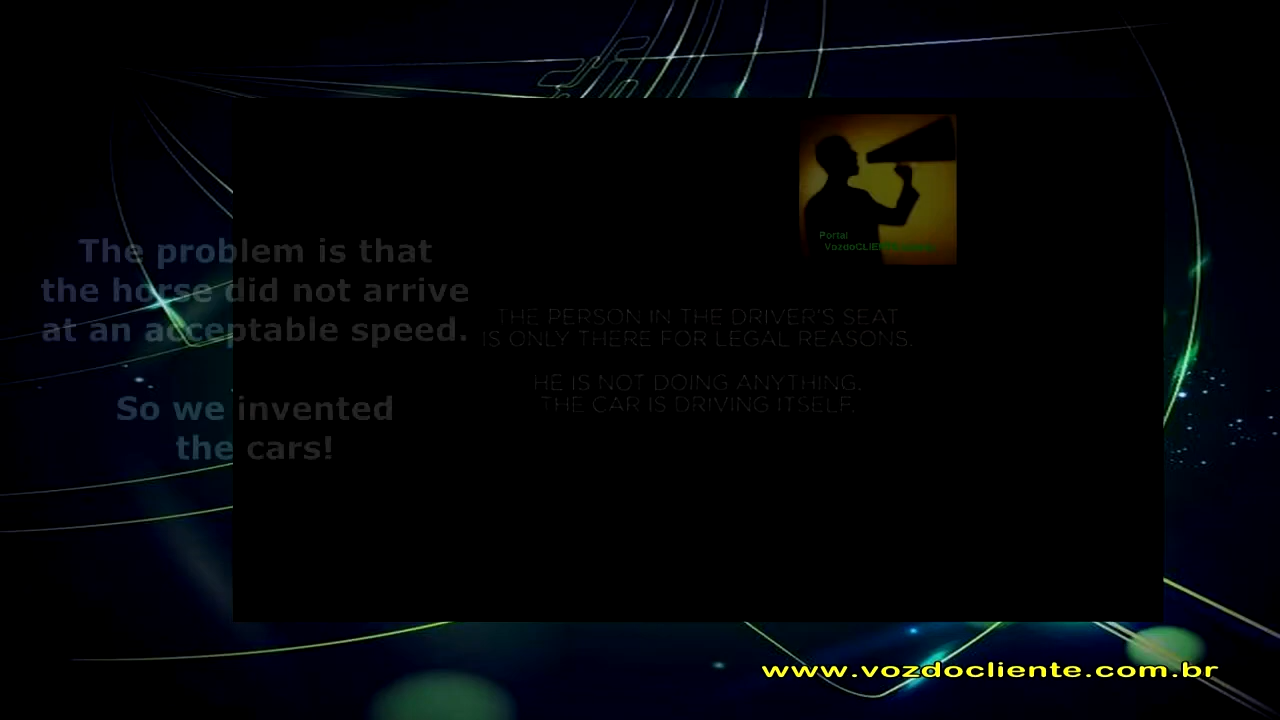 Portal
The problem is that
the horse did not arrive
at an acceptable speed.
So we invented
the cars!
THE PERSON IN THE DRIVER'S SEAT
IS ONLY THERE FOR LEGAL REASONS.
HE IS NOT DOING ANYTHING.
THE CAR IS DRIVING ITSELF.
www.vozdocliente.com.br